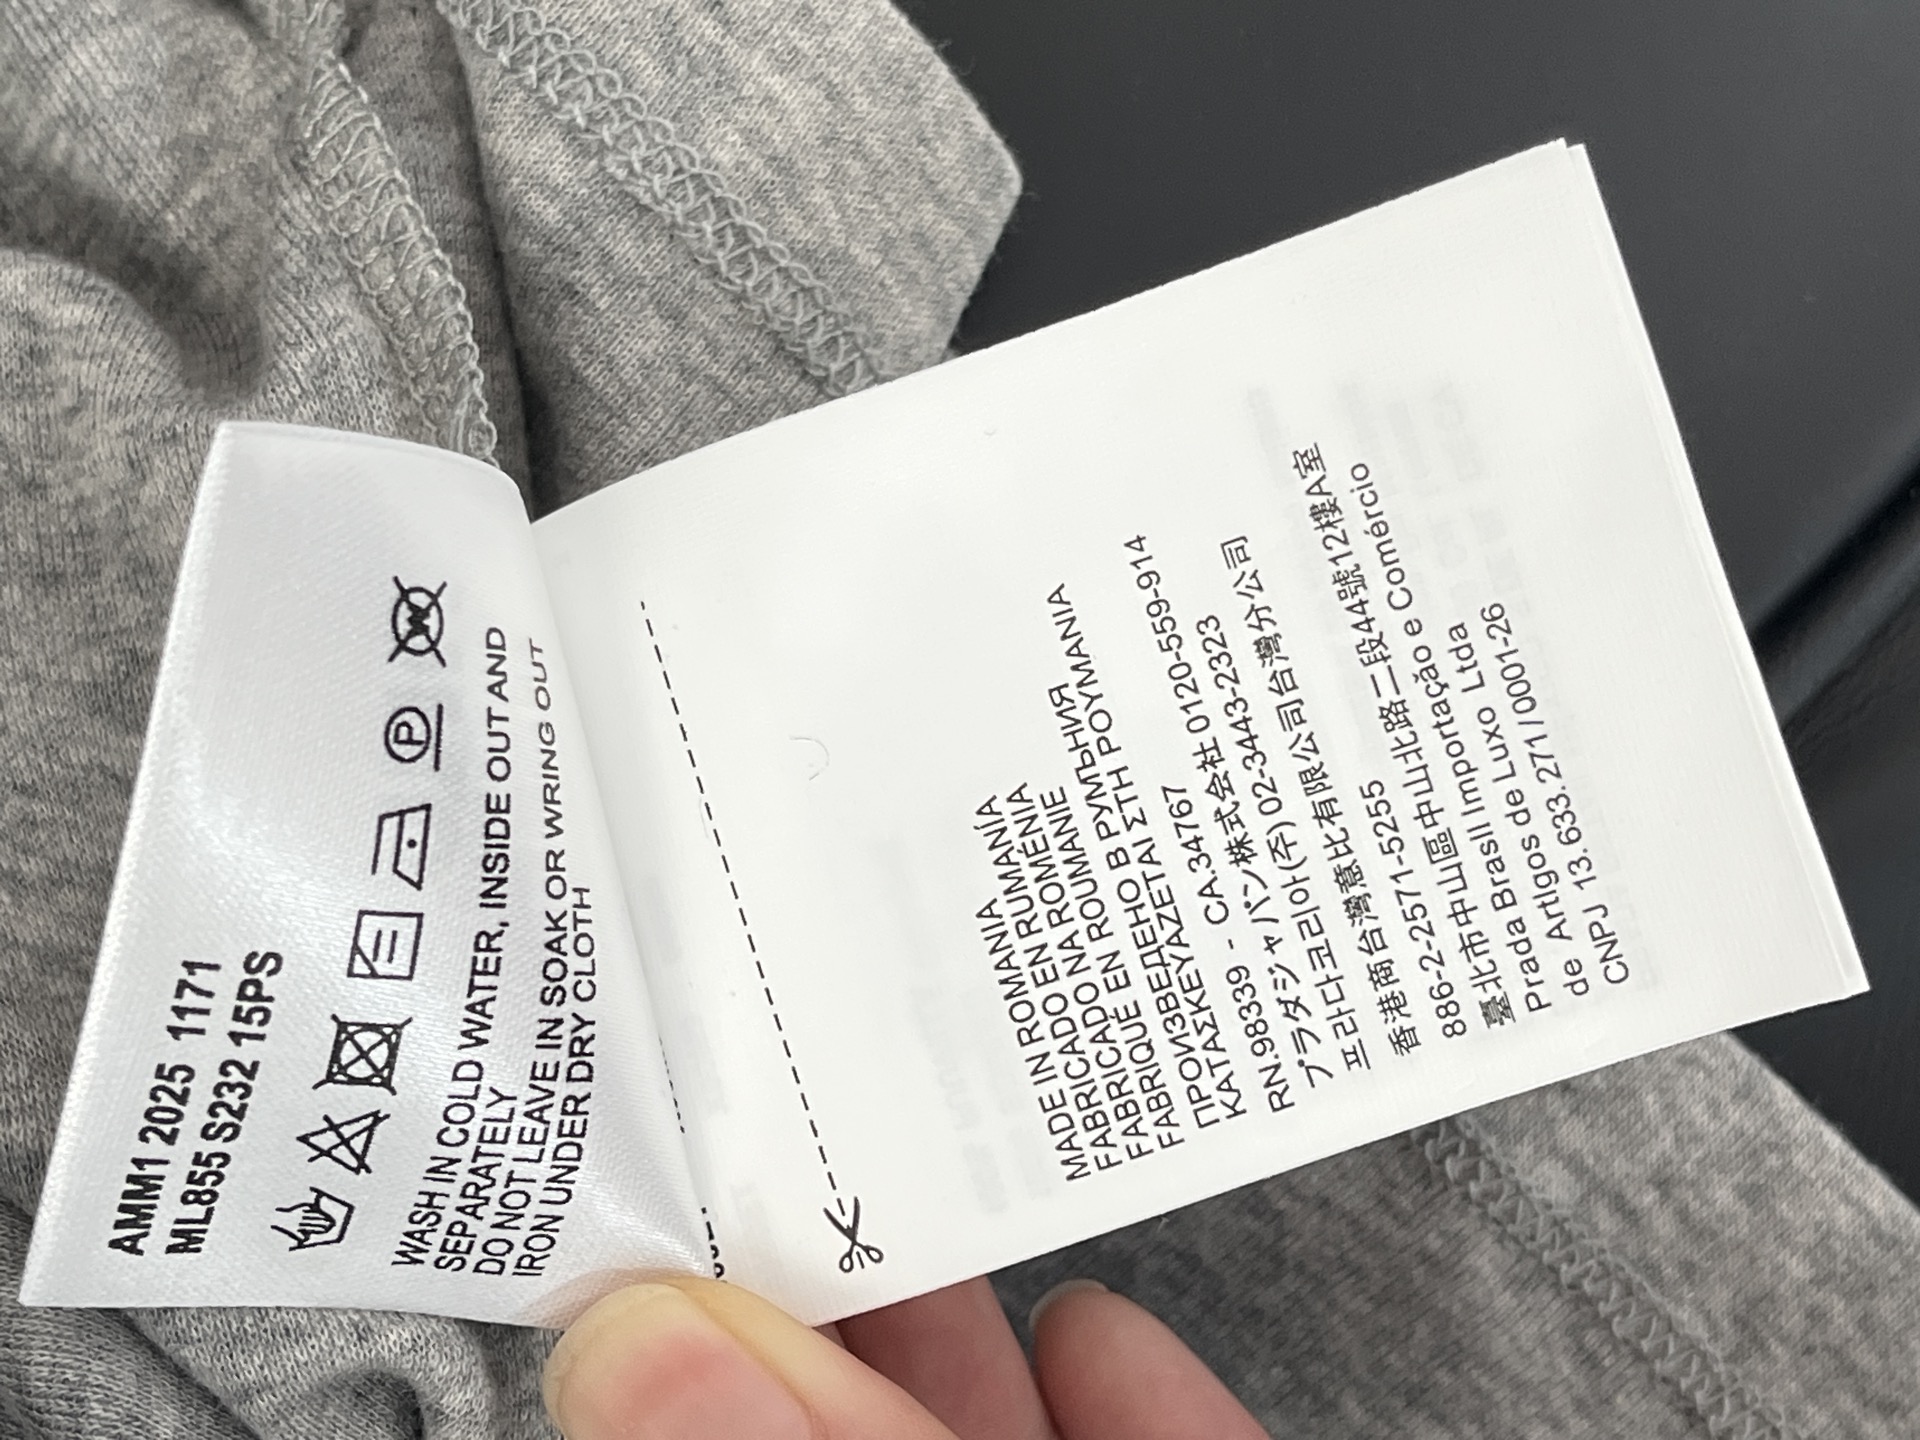 AMM1 2025 1171
ML855 S232 15PS
P W
WASH IN COLD WATER, INSIDE OUT AND
SEPARATELY
DO NOT LEAVE IN SOAK OR WRING OUT
IRON UNDER DRY CLOTH
MADE IN ROMANIA
FABRICADO EN RUMANÍA
FABRICADO NA ROMÉNIA
FABRIQUÉ EN ROUMANIE
ПРОИЗВЕДЕНО В РУМЪНИЯ
ΚΑΤΑΣΚΕΥΑΖΕΤΑΙ ΣΤΗ ΡΟΥΜΑΝΙΑ
RN.98339 - CA.34767
プラダジャパン株式会社 0120-559-914
프라다코리아(주) 02-3443-2323
香港商台灣意比有限公司台灣分公司
886-2-2571-5255
臺北市中山區中山北路二段44號12樓A室
Prada Brasil Importação e Comércio
de Artigos de Luxo Ltda
CNPJ 13.633.271/0001-26